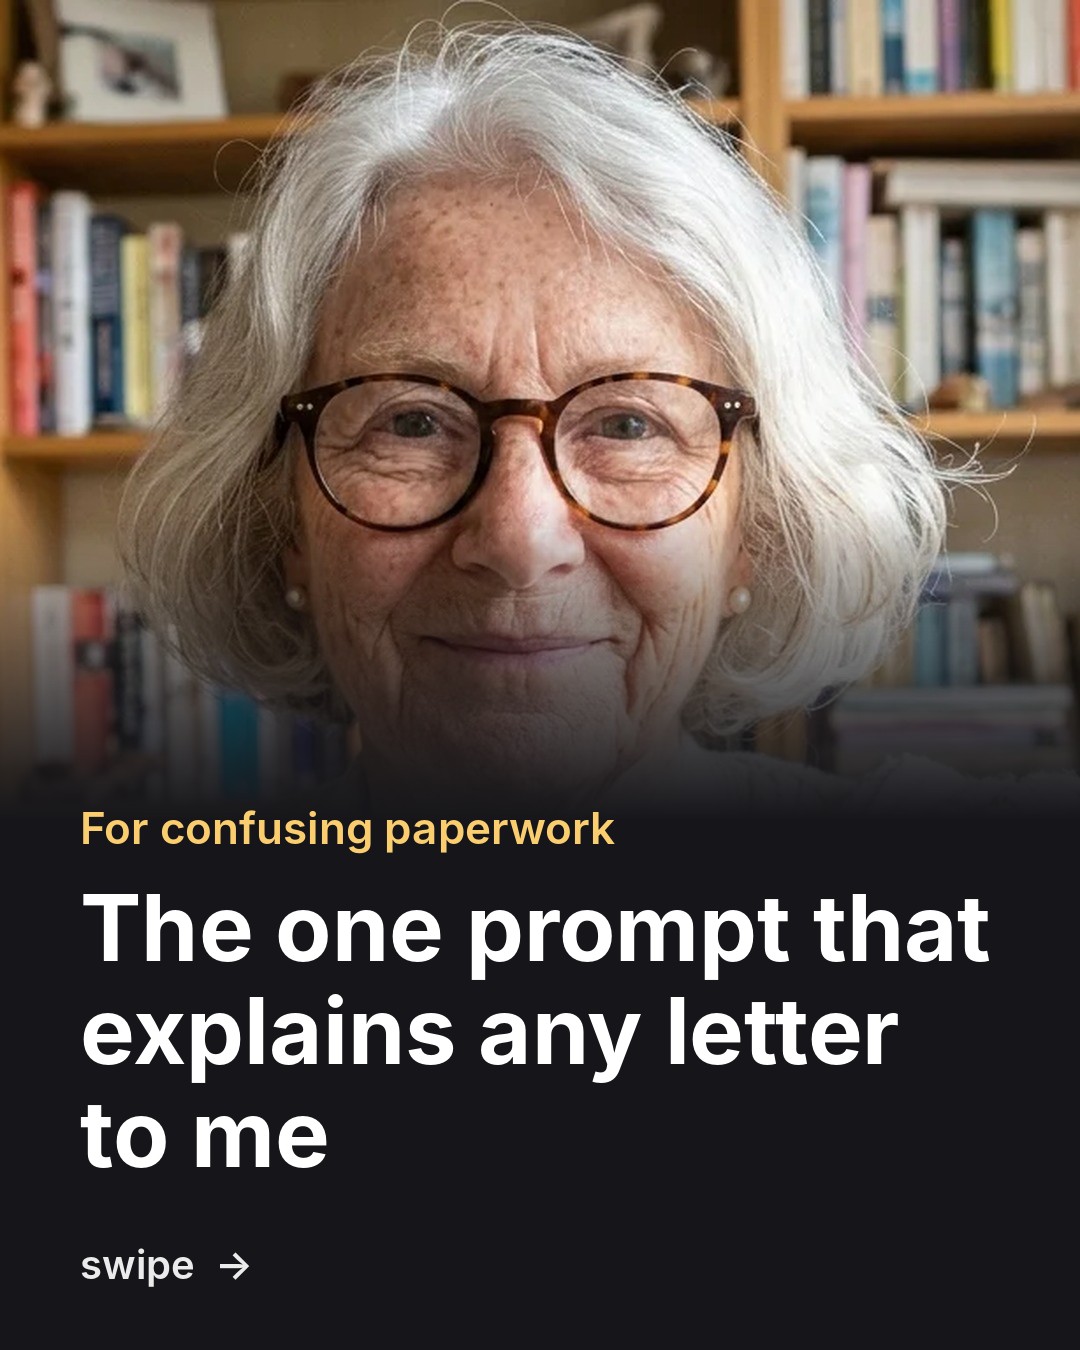 For confusing paperwork
The one prompt that
explains any letter
to me
swipe →